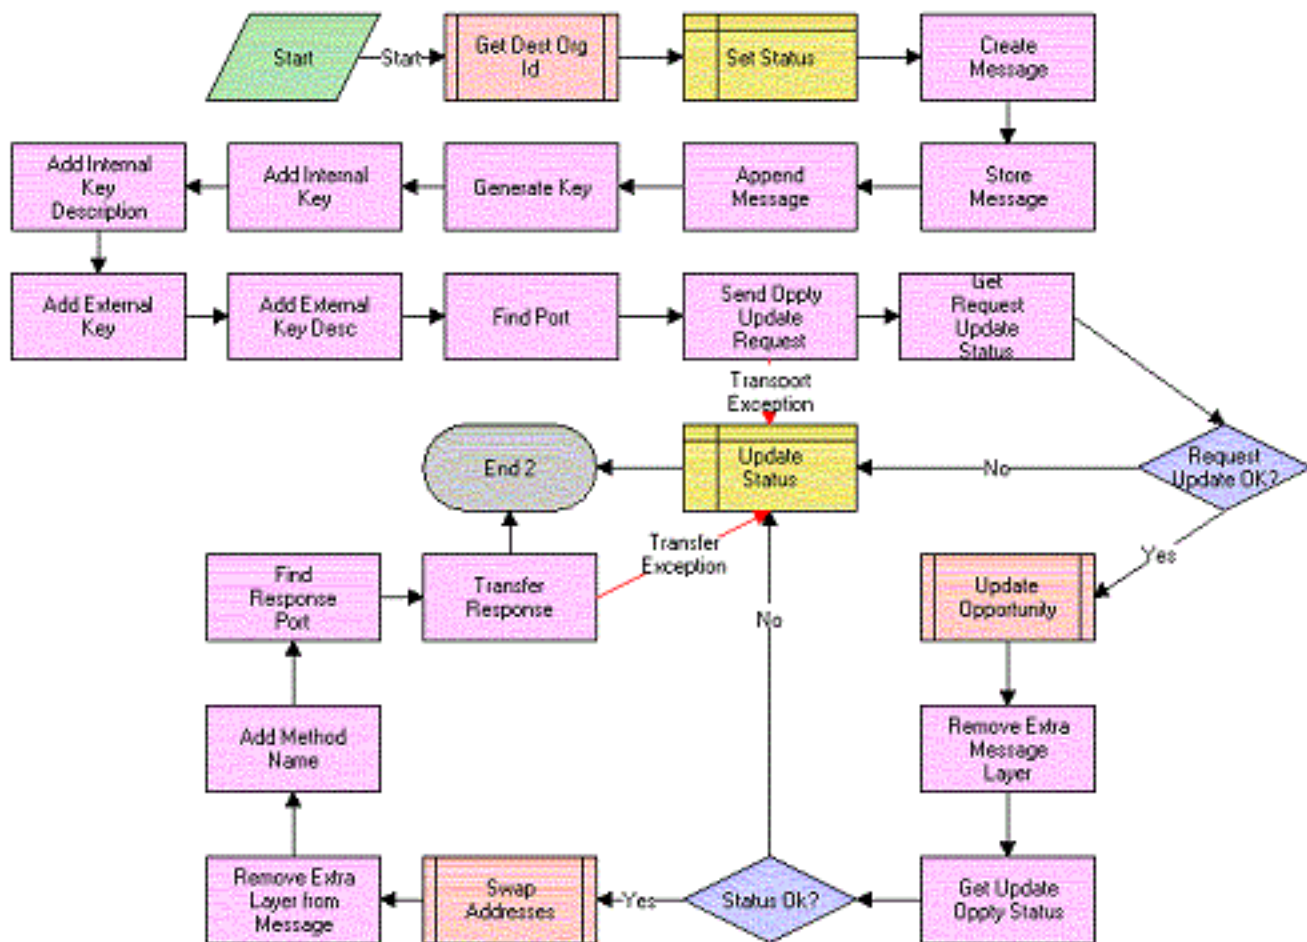 Start
Start
Get Dest Org
Id
Set Status
Create
Message
Add Internal
Key
Description
Add Internal
Key
Generate Key
Append
Message
Store
Message
Add External
Key
Add External
Key Desc
Find Port
Send Opply
Update
Request
Get
Request
Update
Status
Transport
Exception
End 2
Update
Status
No
Request
Update OK?
Transfer
Exception
Yes
Find
Response
Port
Transfer
Response
No
Update
Opportunity
Add Method
Name
Remove Extra
Message
Layer
Remove Extra
Layer from
Message
Swap
Addresses
Yes
Status Ok?
Get Update
Oppty Status